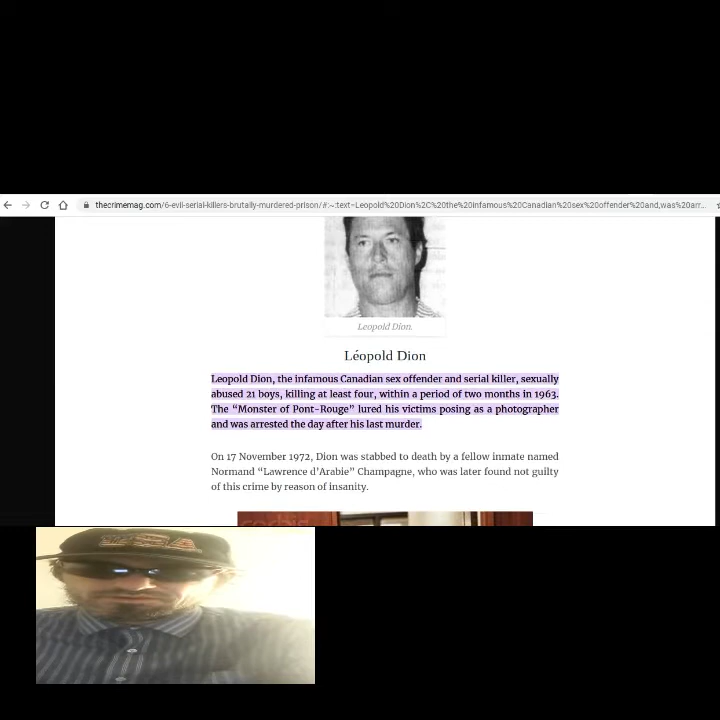 thecrimemag.com/6-evil-serial-killers-brutally-murdered-prison/#:~:text=Leopold%20Dion%2C%20the%20infamous%20Canadian%20sex%20offender%20and,was%20arr...
Leopold Dion.
Léopold Dion
Leopold Dion, the infamous Canadian sex offender and serial killer, sexually
abused 21 boys, killing at least four, within a period of two months in 1963.
The “Monster of Pont-Rouge” lured his victims posing as a photographer
and was arrested the day after his last murder.
On 17 November 1972, Dion was stabbed to death by a fellow inmate named
Normand “Lawrence d’Arabie” Champagne, who was later found not guilty
of this crime by reason of insanity.